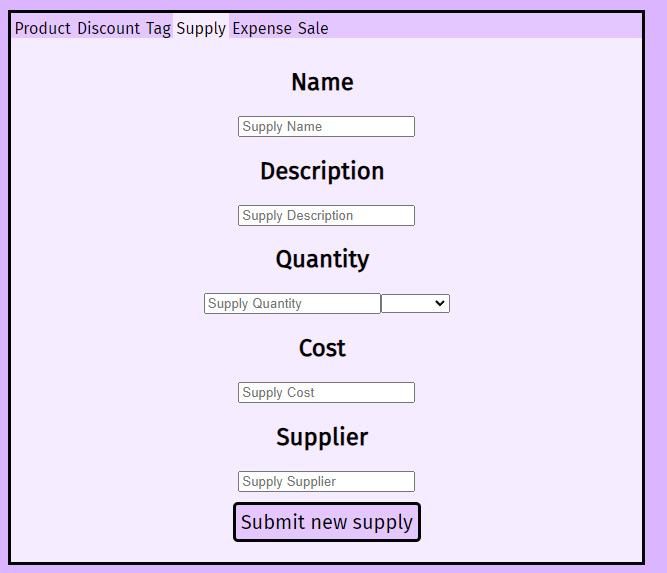 Product Discount Tag Supply Expense Sale
Name
Supply Name
Description
Supply Description
Quantity
Supply Quantity
Cost
Supply Cost
Supplier
Supply Supplier
Submit new supply